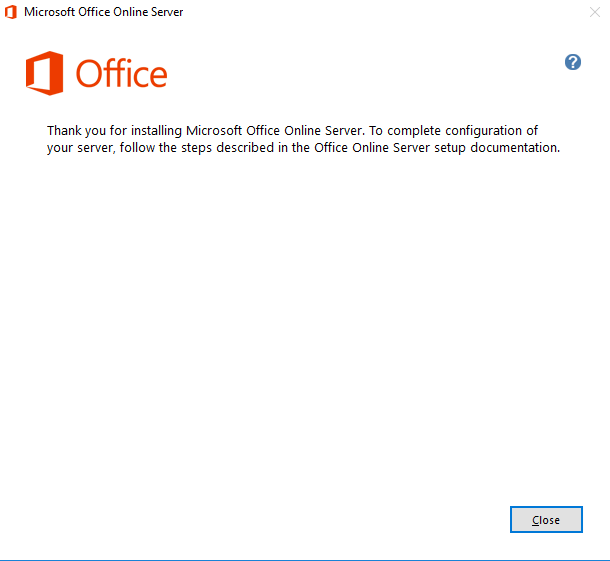 Microsoft Office Online Server
Office
?
Thank you for installing Microsoft Office Online Server. To complete configuration of
your server, follow the steps described in the Office Online Server setup documentation.
Close